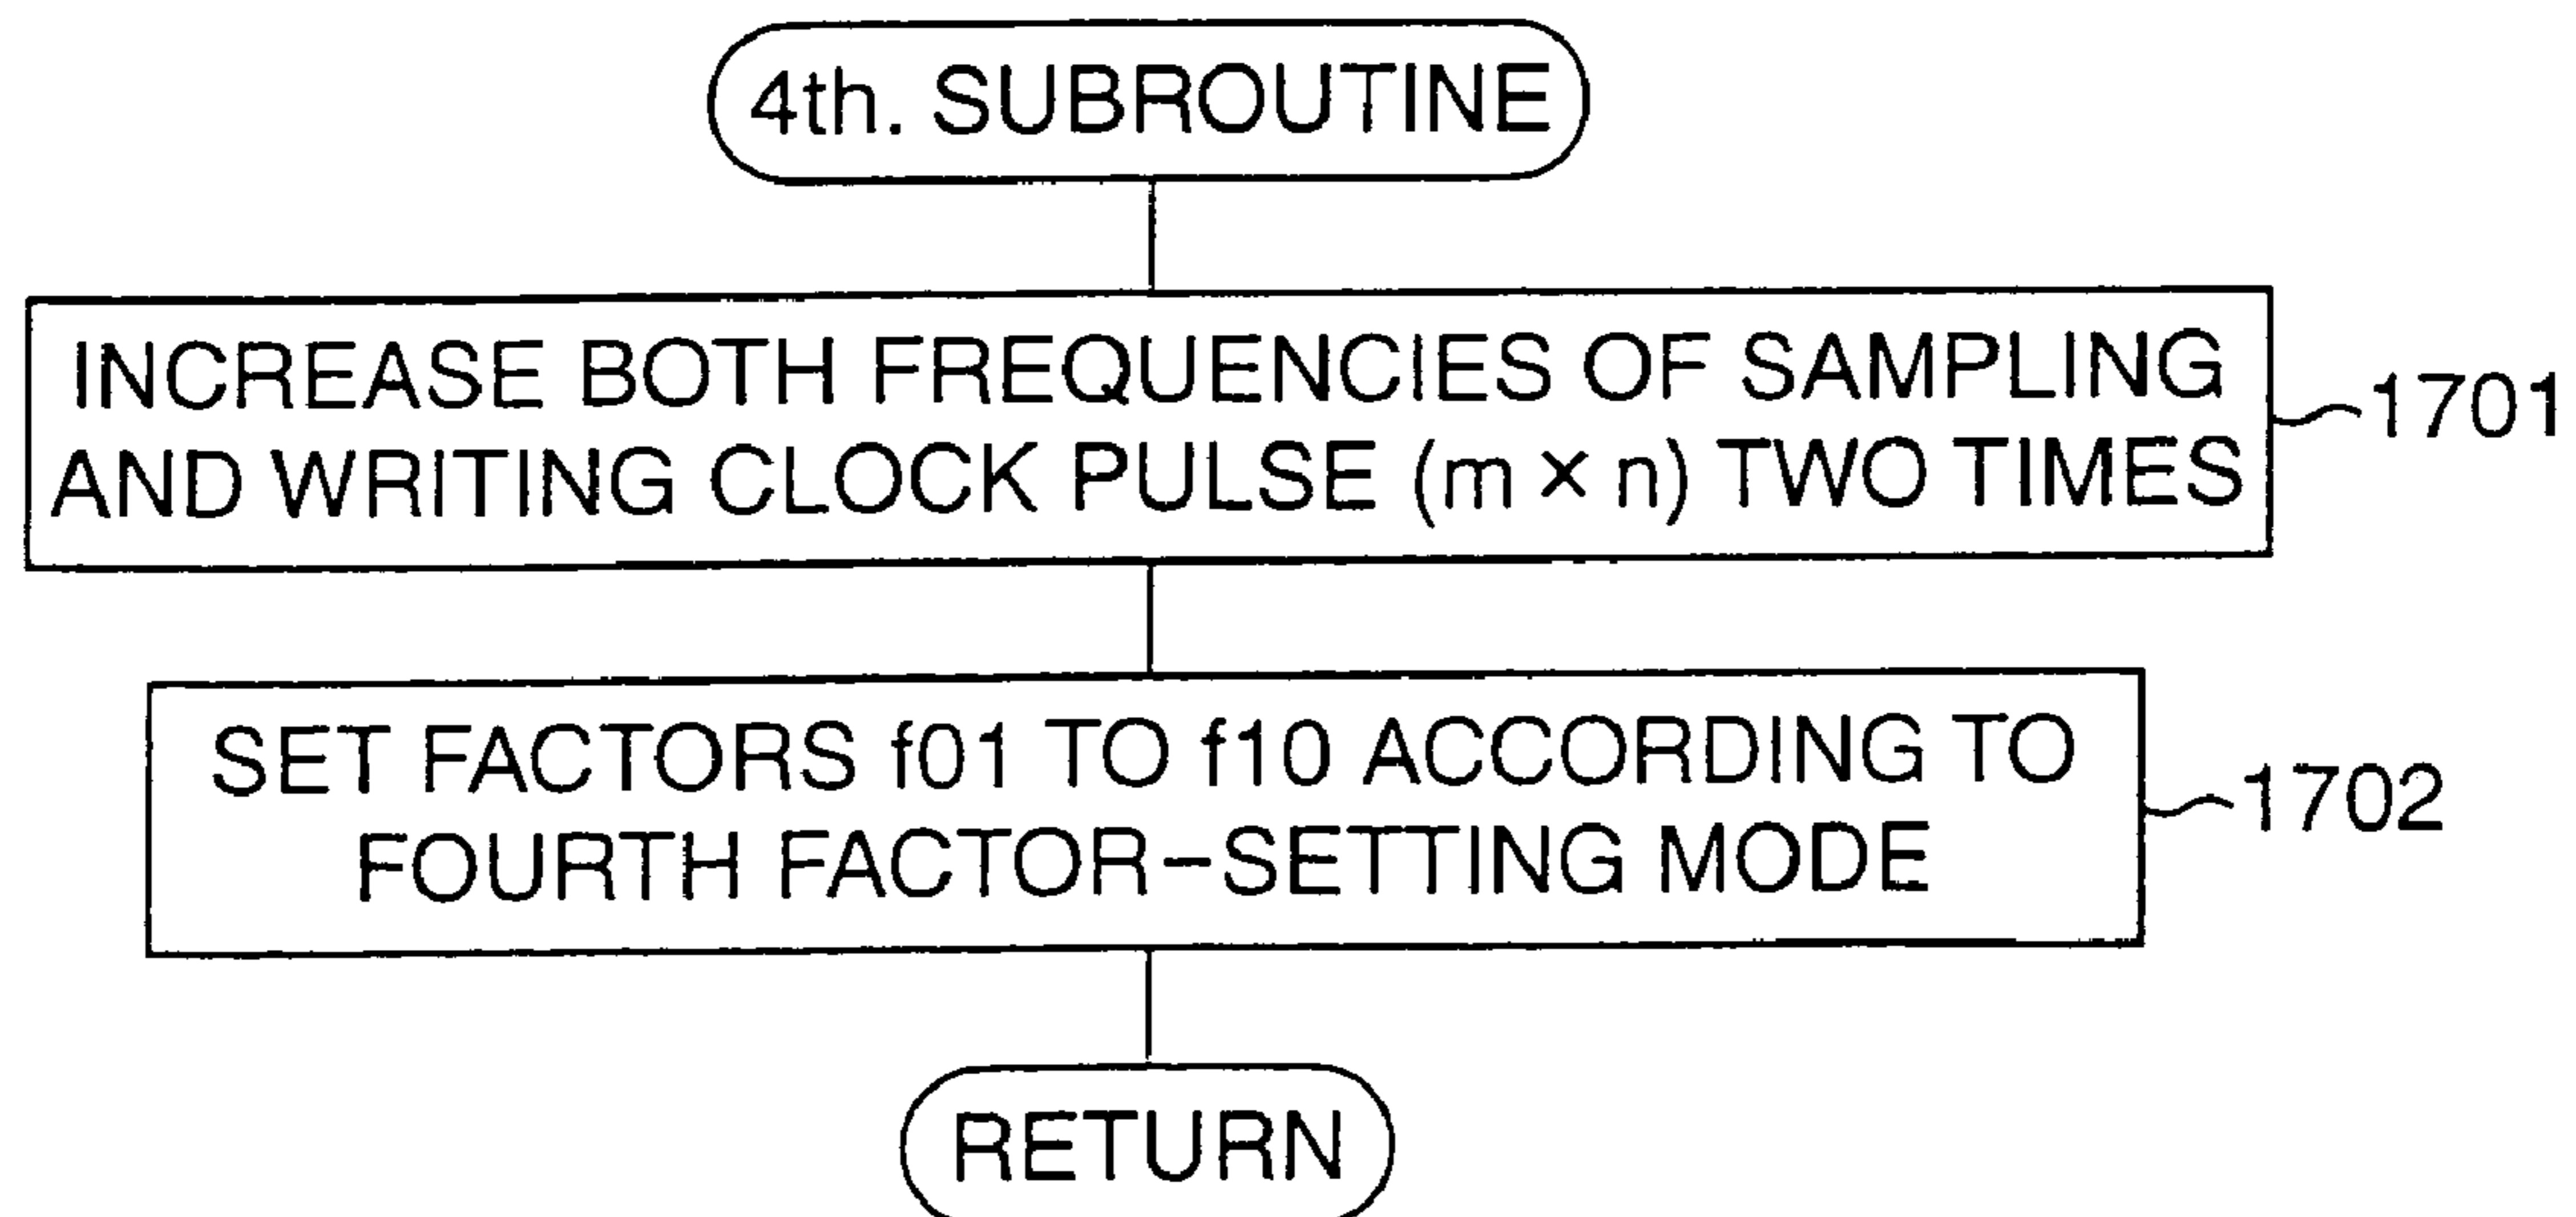 4th. SUBROUTINE
INCREASE BOTH FREQUENCIES OF SAMPLING
AND WRITING CLOCK PULSE (m × n) TWO TIMES
1701
SET FACTORS f01 TO f10 ACCORDING TO
FOURTH FACTOR-SETTING MODE
1702
RETURN